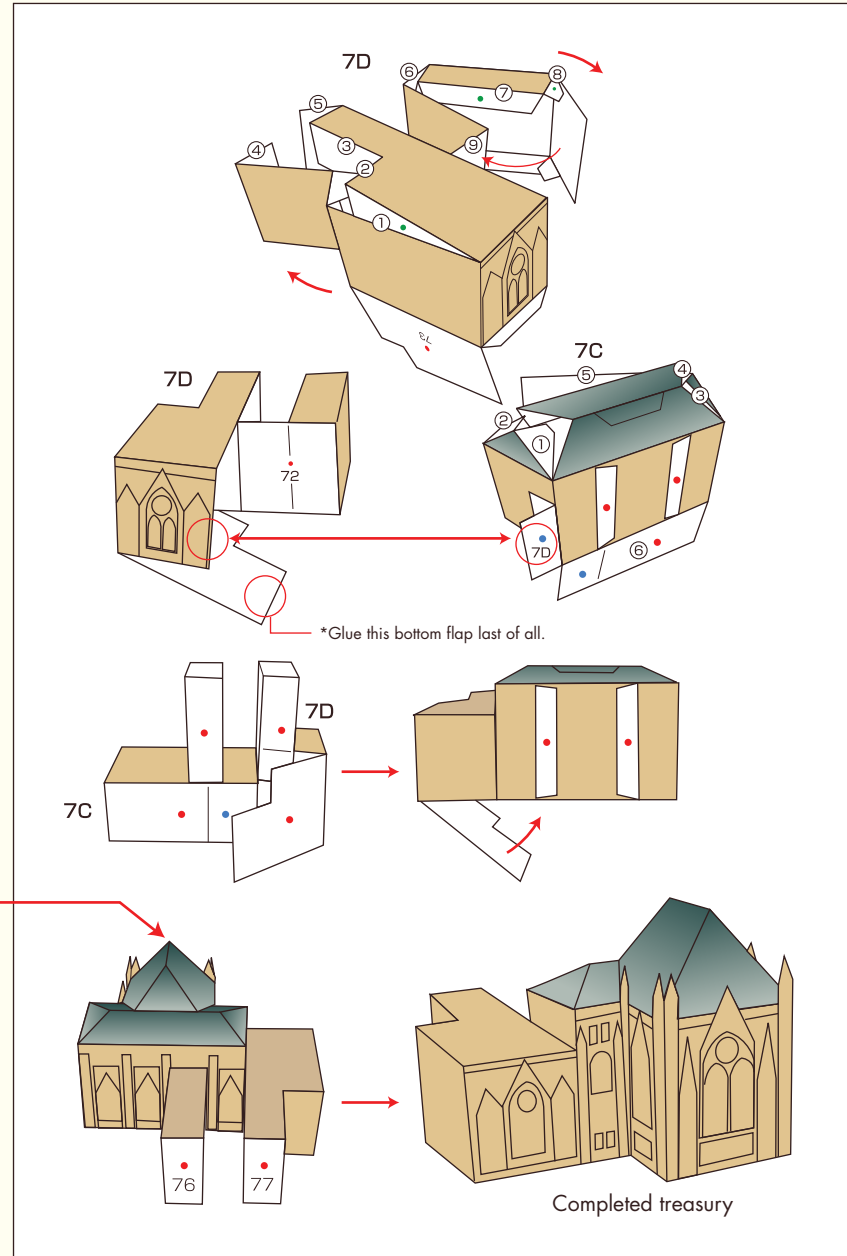 7D
⑥
⑧
⑦
⑤
③
④
⑨
②
①
7C
④
⑤
③
②
①
7D
72
7D
⑥
*Glue this bottom flap last of all.
7D
7C
76
77
Completed treasury